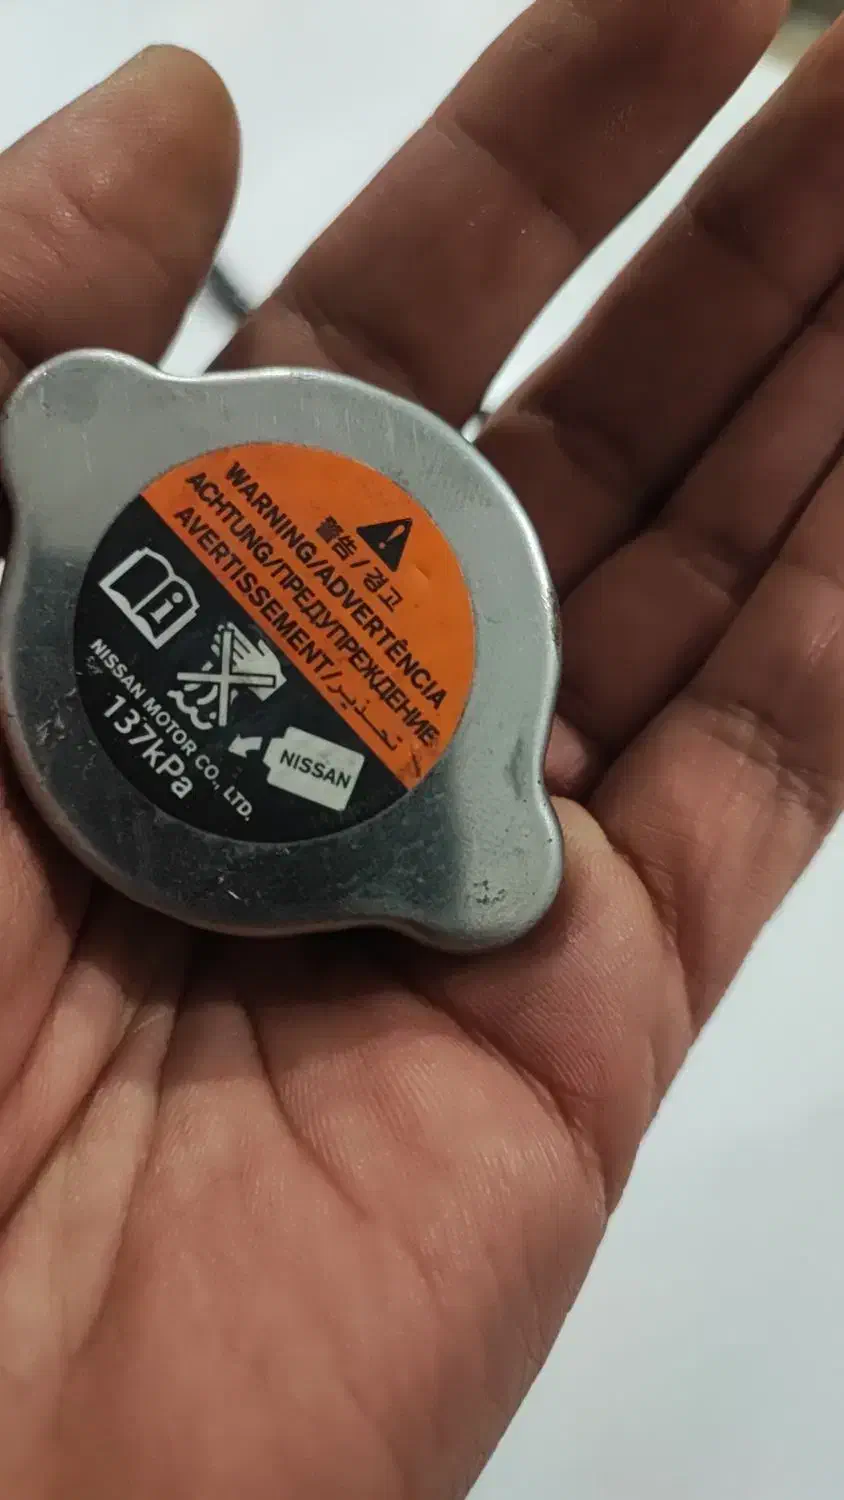 警告/경고
WARNING/ADVERTÊNCIA
ACHTUNG/ПРЕДУПРЕЖДЕНИЕ
AVERTISSEMENT/تحذير
NISSAN
NISSAN MOTOR CO., LTD.
137kPa